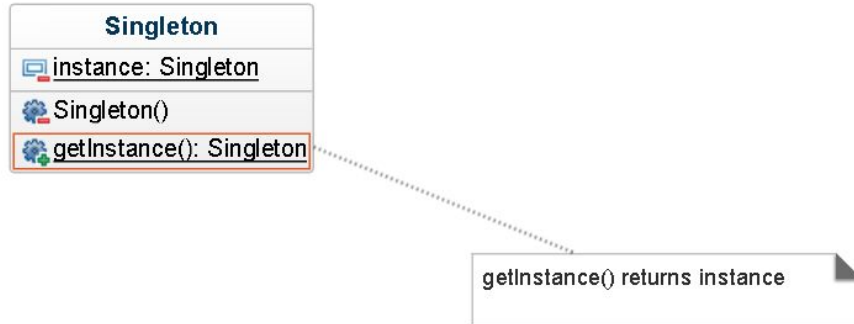 Singleton
instance: Singleton
Singleton()
getInstance(): Singleton
getInstance() returns instance